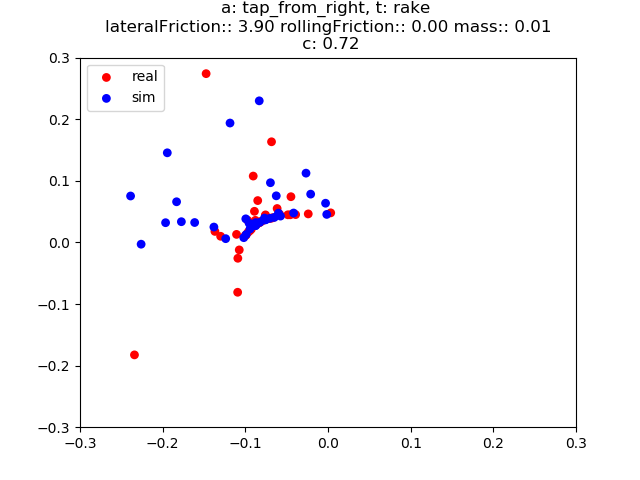 a: tap_from_right, t: rake
lateralFriction:: 3.90 rollingFriction:: 0.00 mass:: 0.01
c: 0.72
real
sim
0.3
0.2
0.1
0.0
−0.1
−0.2
−0.3
−0.3
−0.2
−0.1
0.0
0.1
0.2
0.3